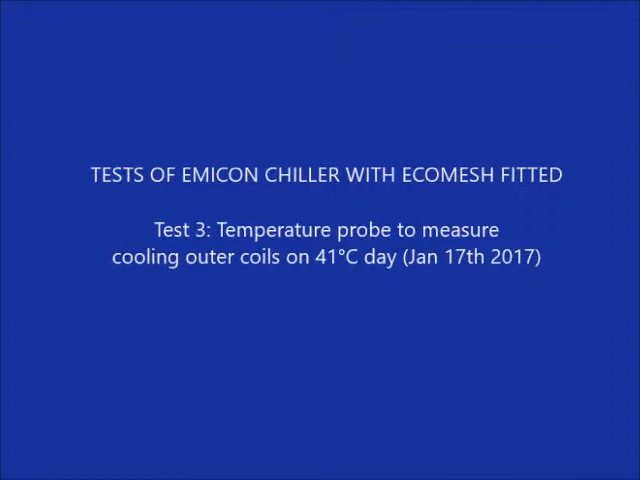 TESTS OF EMICON CHILLER WITH ECOMESH FITTED
Test 3: Temperature probe to measure
cooling outer coils on 41°C day (Jan 17th 2017)